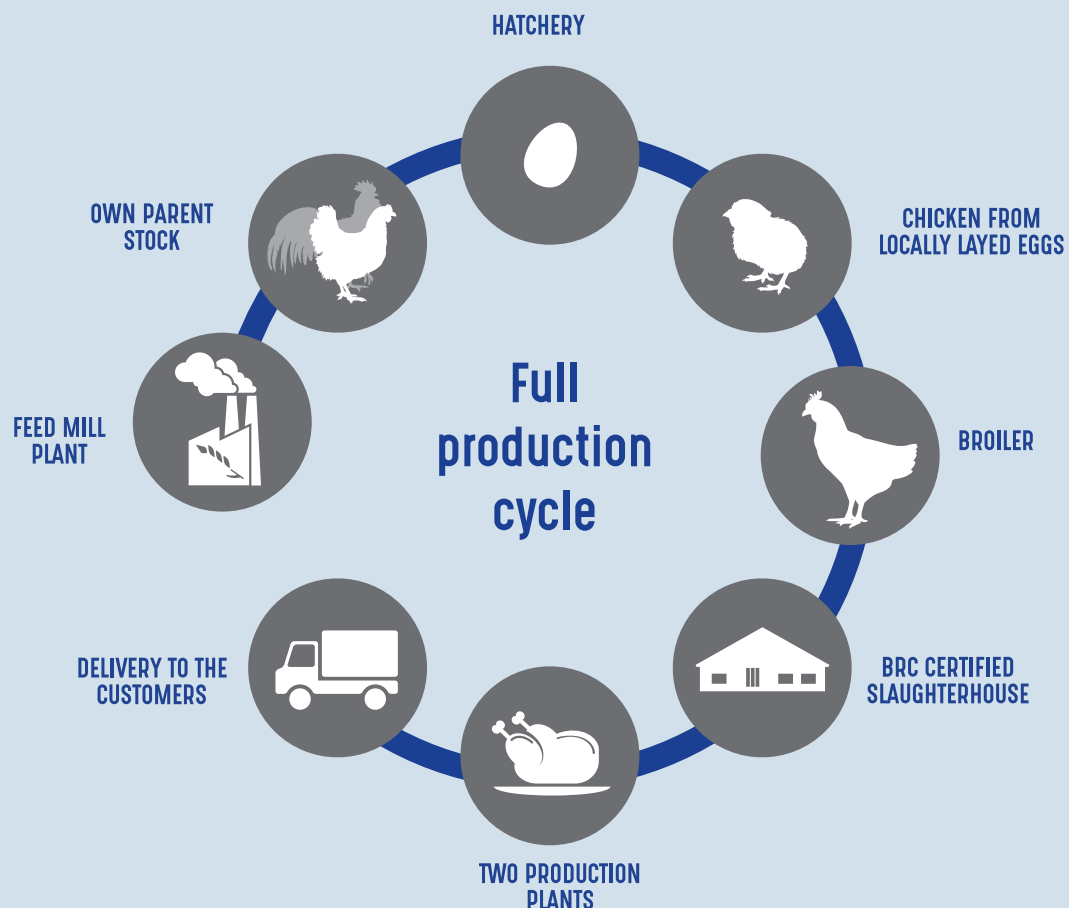 HATCHERY
OWN PARENT
STOCK
CHICKEN FROM
LOCALLY LAYED EGGS
Full
production
cycle
FEED MILL
PLANT
BROILER
DELIVERY TO THE
CUSTOMERS
BRC CERTIFIED
SLAUGHTERHOUSE
TWO PRODUCTION
PLANTS